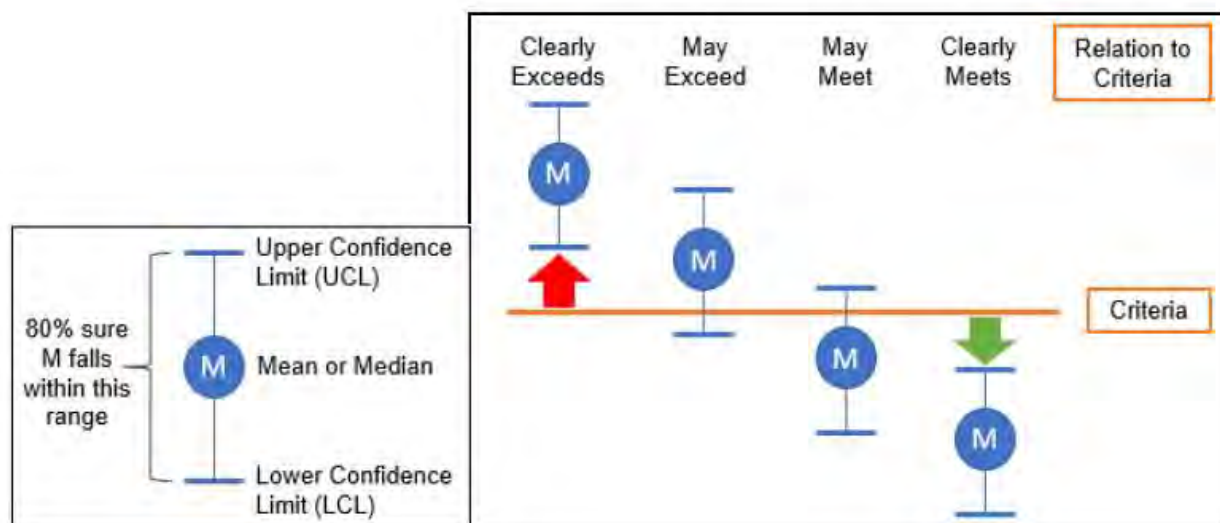 Clearly
Exceeds
May
Exceed
May
Meet
Clearly
Meets
Relation to
Criteria
M
M
M
M
Criteria
80% sure
M falls
within this
range
Upper Confidence
Limit (UCL)
M
Mean or Median
Lower Confidence
Limit (LCL)